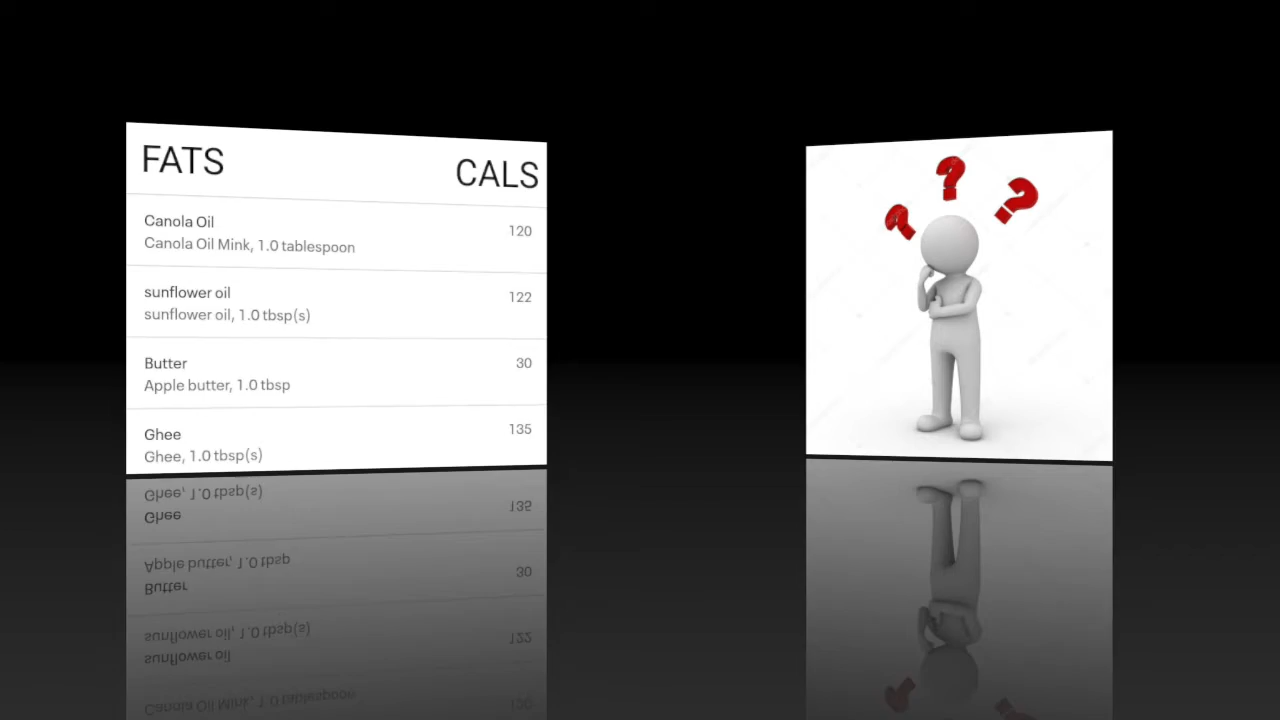 FATS
CALS
Canola Oil
Canola Oil Mink, 1.0 tablespoon
120
sunflower oil
sunflower oil, 1.0 tbsp(s)
122
Butter
Apple butter, 1.0 tbsp
30
Ghee
Ghee, 1.0 tbsp(s)
135
? ? ?